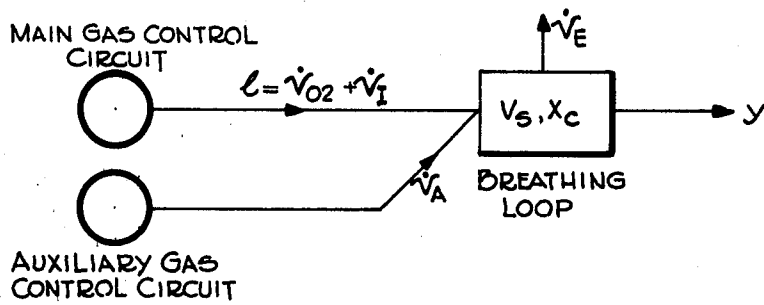 MAIN GAS CONTROL
CIRCUIT
ℓ = V̇O2 + V̇I
V̇E
VS, XC
y
V̇A
BREATHING
LOOP
AUXILIARY GAS
CONTROL CIRCUIT